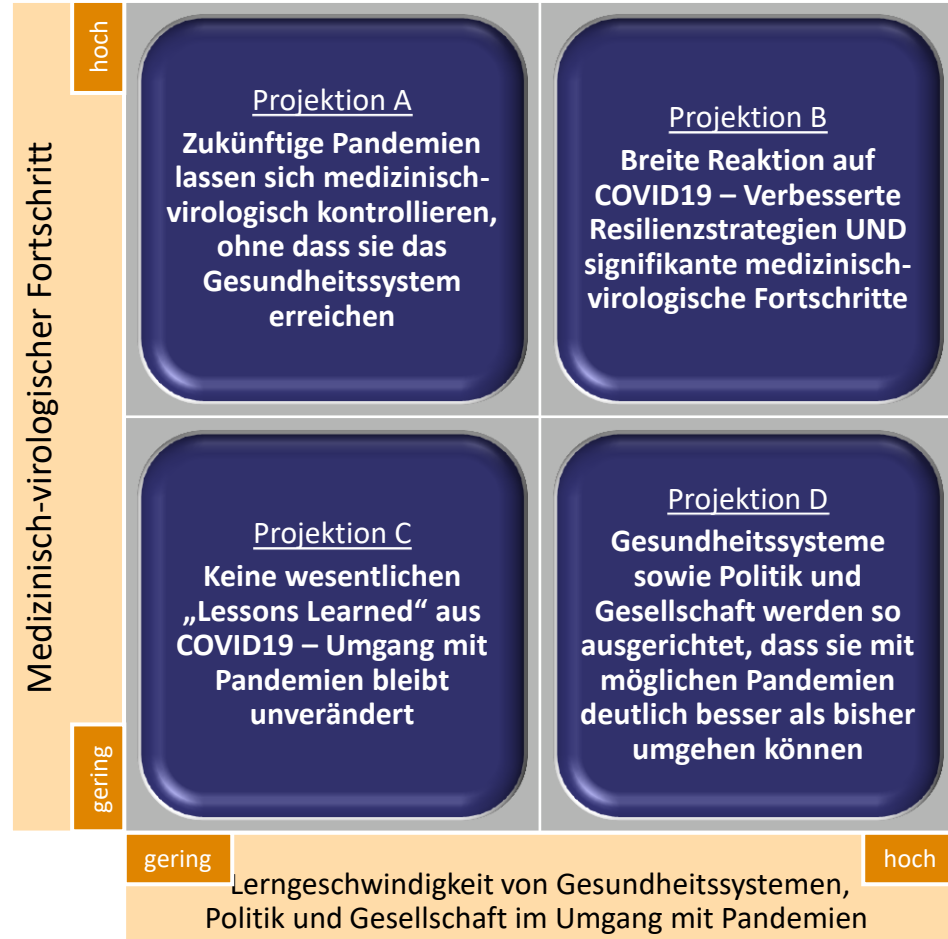 hoch
Medizinisch-virologischer Fortschritt
gering
Projektion A
Zukünftige Pandemien
lassen sich medizinisch-
virologisch kontrollieren,
ohne dass sie das
Gesundheitssystem
erreichen
Projektion B
Breite Reaktion auf
COVID19 – Verbesserte
Resilienzstrategien UND
signifikante medizinisch-
virologische Fortschritte
Projektion C
Keine wesentlichen
„Lessons Learned“ aus
COVID19 – Umgang mit
Pandemien bleibt
unverändert
Projektion D
Gesundheitssysteme
sowie Politik und
Gesellschaft werden so
ausgerichtet, dass sie mit
möglichen Pandemien
deutlich besser als bisher
umgehen können
gering
hoch
Lerngeschwindigkeit von Gesundheitssystemen,
Politik und Gesellschaft im Umgang mit Pandemien